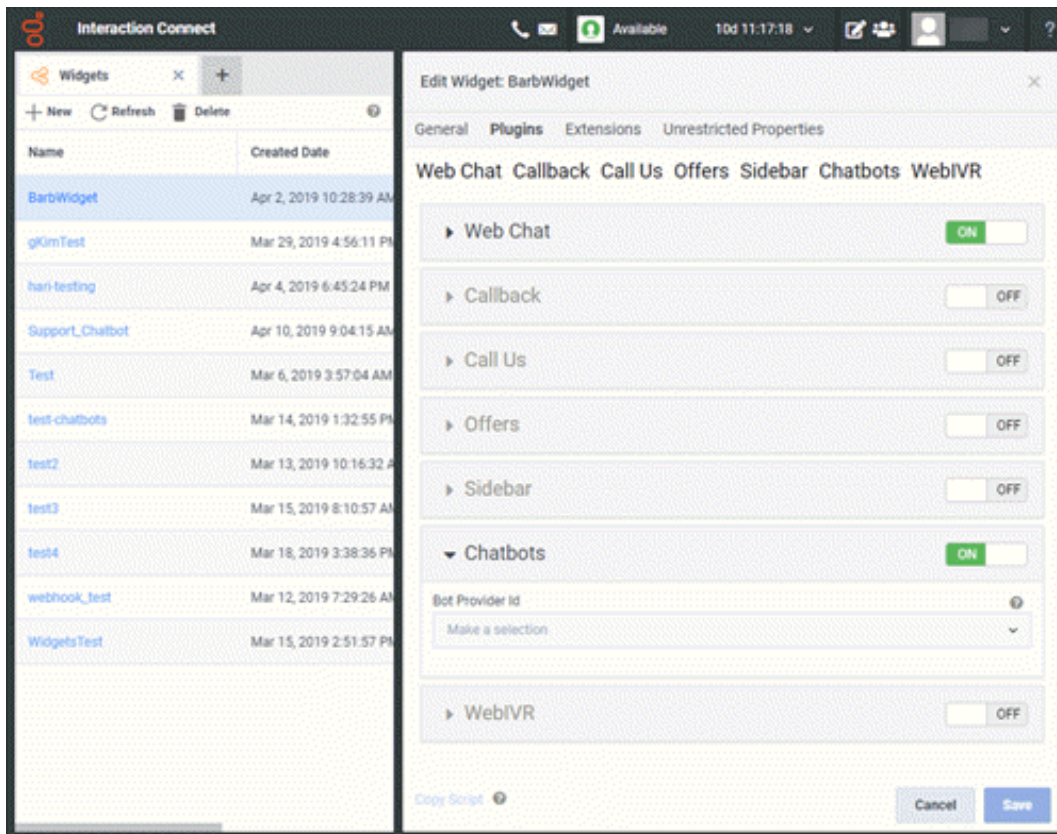 Interaction Connect
Available
10d 11:17:18
?
Widgets
New Refresh Delete
Name Created Date
BarbWidget Apr 2, 2019 10:28:39 AM
gKimTest Mar 29, 2019 4:56:11 PM
hari-testing Apr 4, 2019 6:45:24 PM
Support_Chatbot Apr 10, 2019 9:04:15 AM
Test Mar 6, 2019 3:57:04 AM
test-chatbots Mar 14, 2019 1:32:55 PM
test2 Mar 13, 2019 10:16:32 A
test3 Mar 15, 2019 8:10:57 AM
test4 Mar 18, 2019 3:38:36 PM
webhook_test Mar 12, 2019 7:29:26 AM
WidgetsTest Mar 15, 2019 2:51:57 PM
Edit Widget: BarbWidget
General Plugins Extensions Unrestricted Properties
Web Chat Callback Call Us Offers Sidebar Chatbots WebIVR
Web Chat ON
Callback OFF
Call Us OFF
Offers OFF
Sidebar OFF
Chatbots ON
Bot Provider Id
Make a selection
WebIVR OFF
Copy Script
Cancel Save